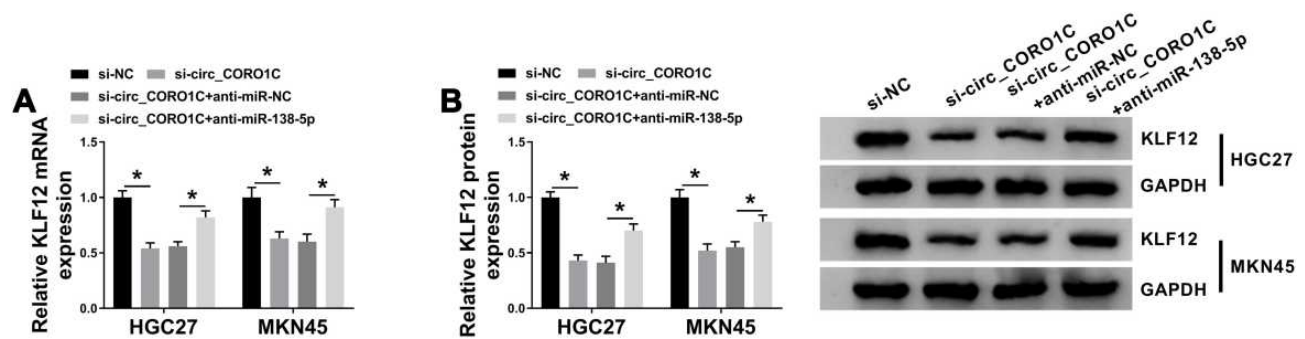 A
si-NC si-circ_CORO1C
si-circ_CORO1C+anti-miR-NC
si-circ_CORO1C+anti-miR-138-5p
Relative KLF12 mRNA
expression
1.5
1.0
0.5
0.0
* * * *
HGC27 MKN45
B
si-NC si-circ_CORO1C
si-circ_CORO1C+anti-miR-NC
si-circ_CORO1C+anti-miR-138-5p
Relative KLF12 protein
expression
1.5
1.0
0.5
0.0
* * * *
HGC27 MKN45
si-NC
si-circ_CORO1C
si-circ_CORO1C
+anti-miR-NC
si-circ_CORO1C
+anti-miR-138-5p
KLF12
GAPDH
HGC27
KLF12
GAPDH
MKN45